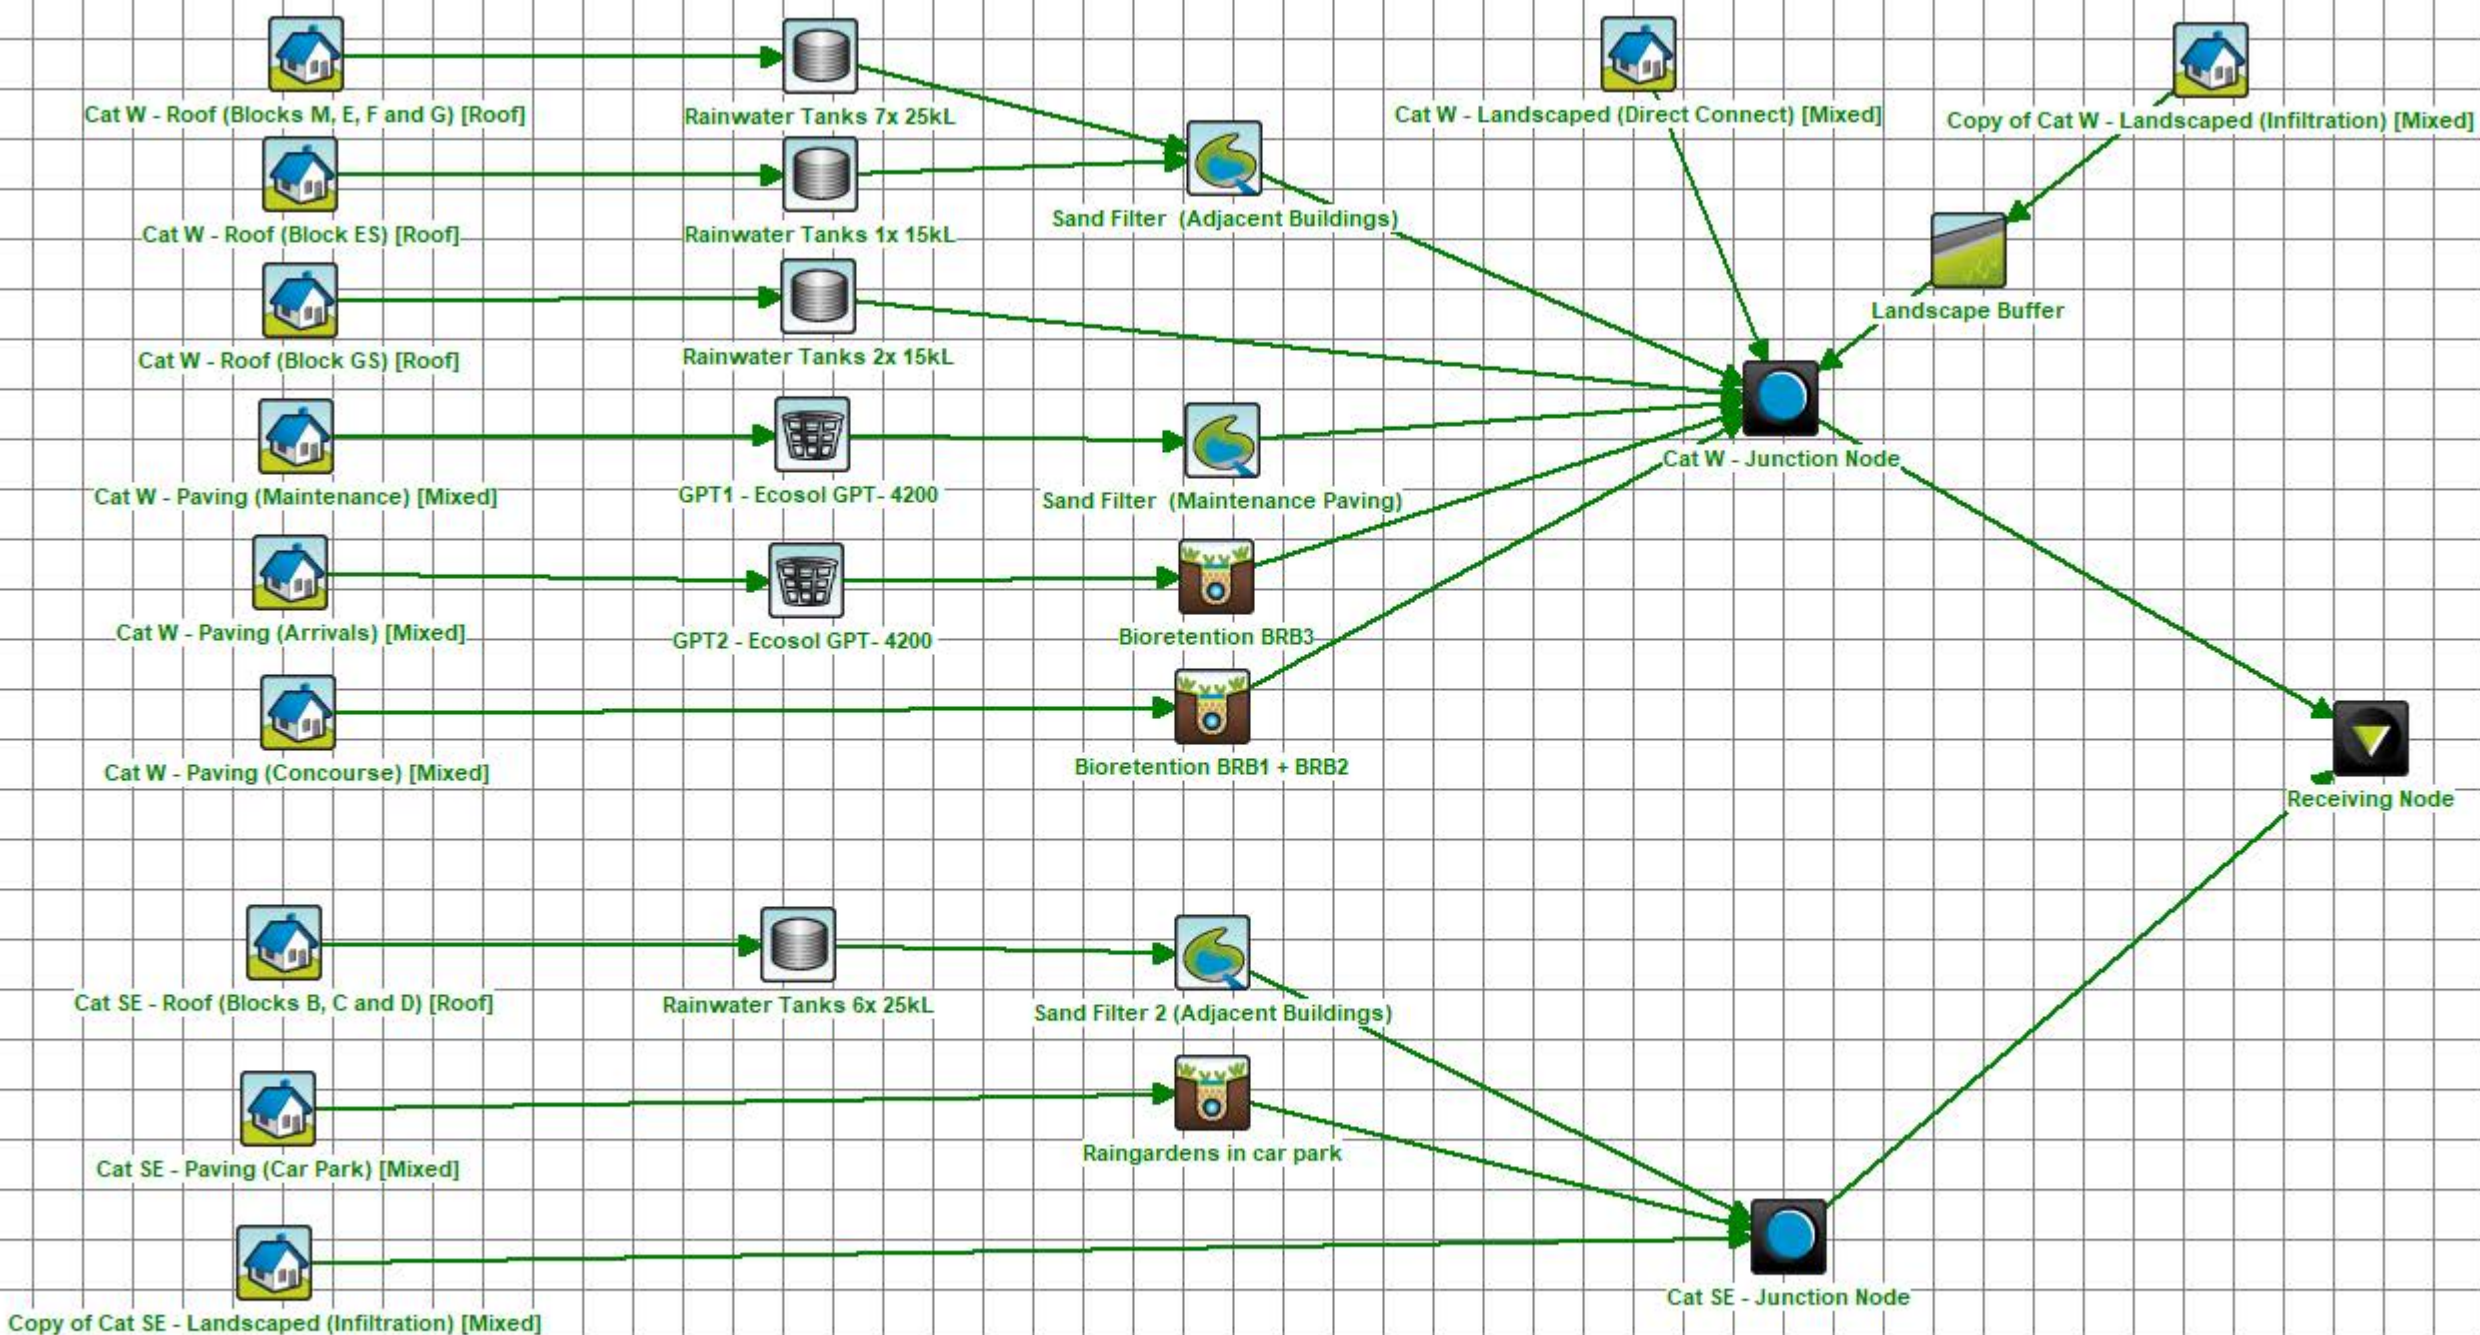 Cat W - Roof (Blocks M, E, F and G) [Roof]
Rainwater Tanks 7x 25kL
Cat W - Landscaped (Direct Connect) [Mixed]
Copy of Cat W - Landscaped (Infiltration) [Mixed]
Cat W - Roof (Block ES) [Roof]
Rainwater Tanks 1x 15kL
Sand Filter (Adjacent Buildings)
Landscape Buffer
Cat W - Roof (Block GS) [Roof]
Rainwater Tanks 2x 15kL
Cat W - Junction Node
Cat W - Paving (Maintenance) [Mixed]
GPT1 - Ecosol GPT- 4200
Sand Filter (Maintenance Paving)
Cat W - Paving (Arrivals) [Mixed]
GPT2 - Ecosol GPT- 4200
Bioretention BRB3
Cat W - Paving (Concourse) [Mixed]
Bioretention BRB1 + BRB2
Receiving Node
Cat SE - Roof (Blocks B, C and D) [Roof]
Rainwater Tanks 6x 25kL
Sand Filter 2 (Adjacent Buildings)
Cat SE - Paving (Car Park) [Mixed]
Raingardens in car park
Cat SE - Junction Node
Copy of Cat SE - Landscaped (Infiltration) [Mixed]